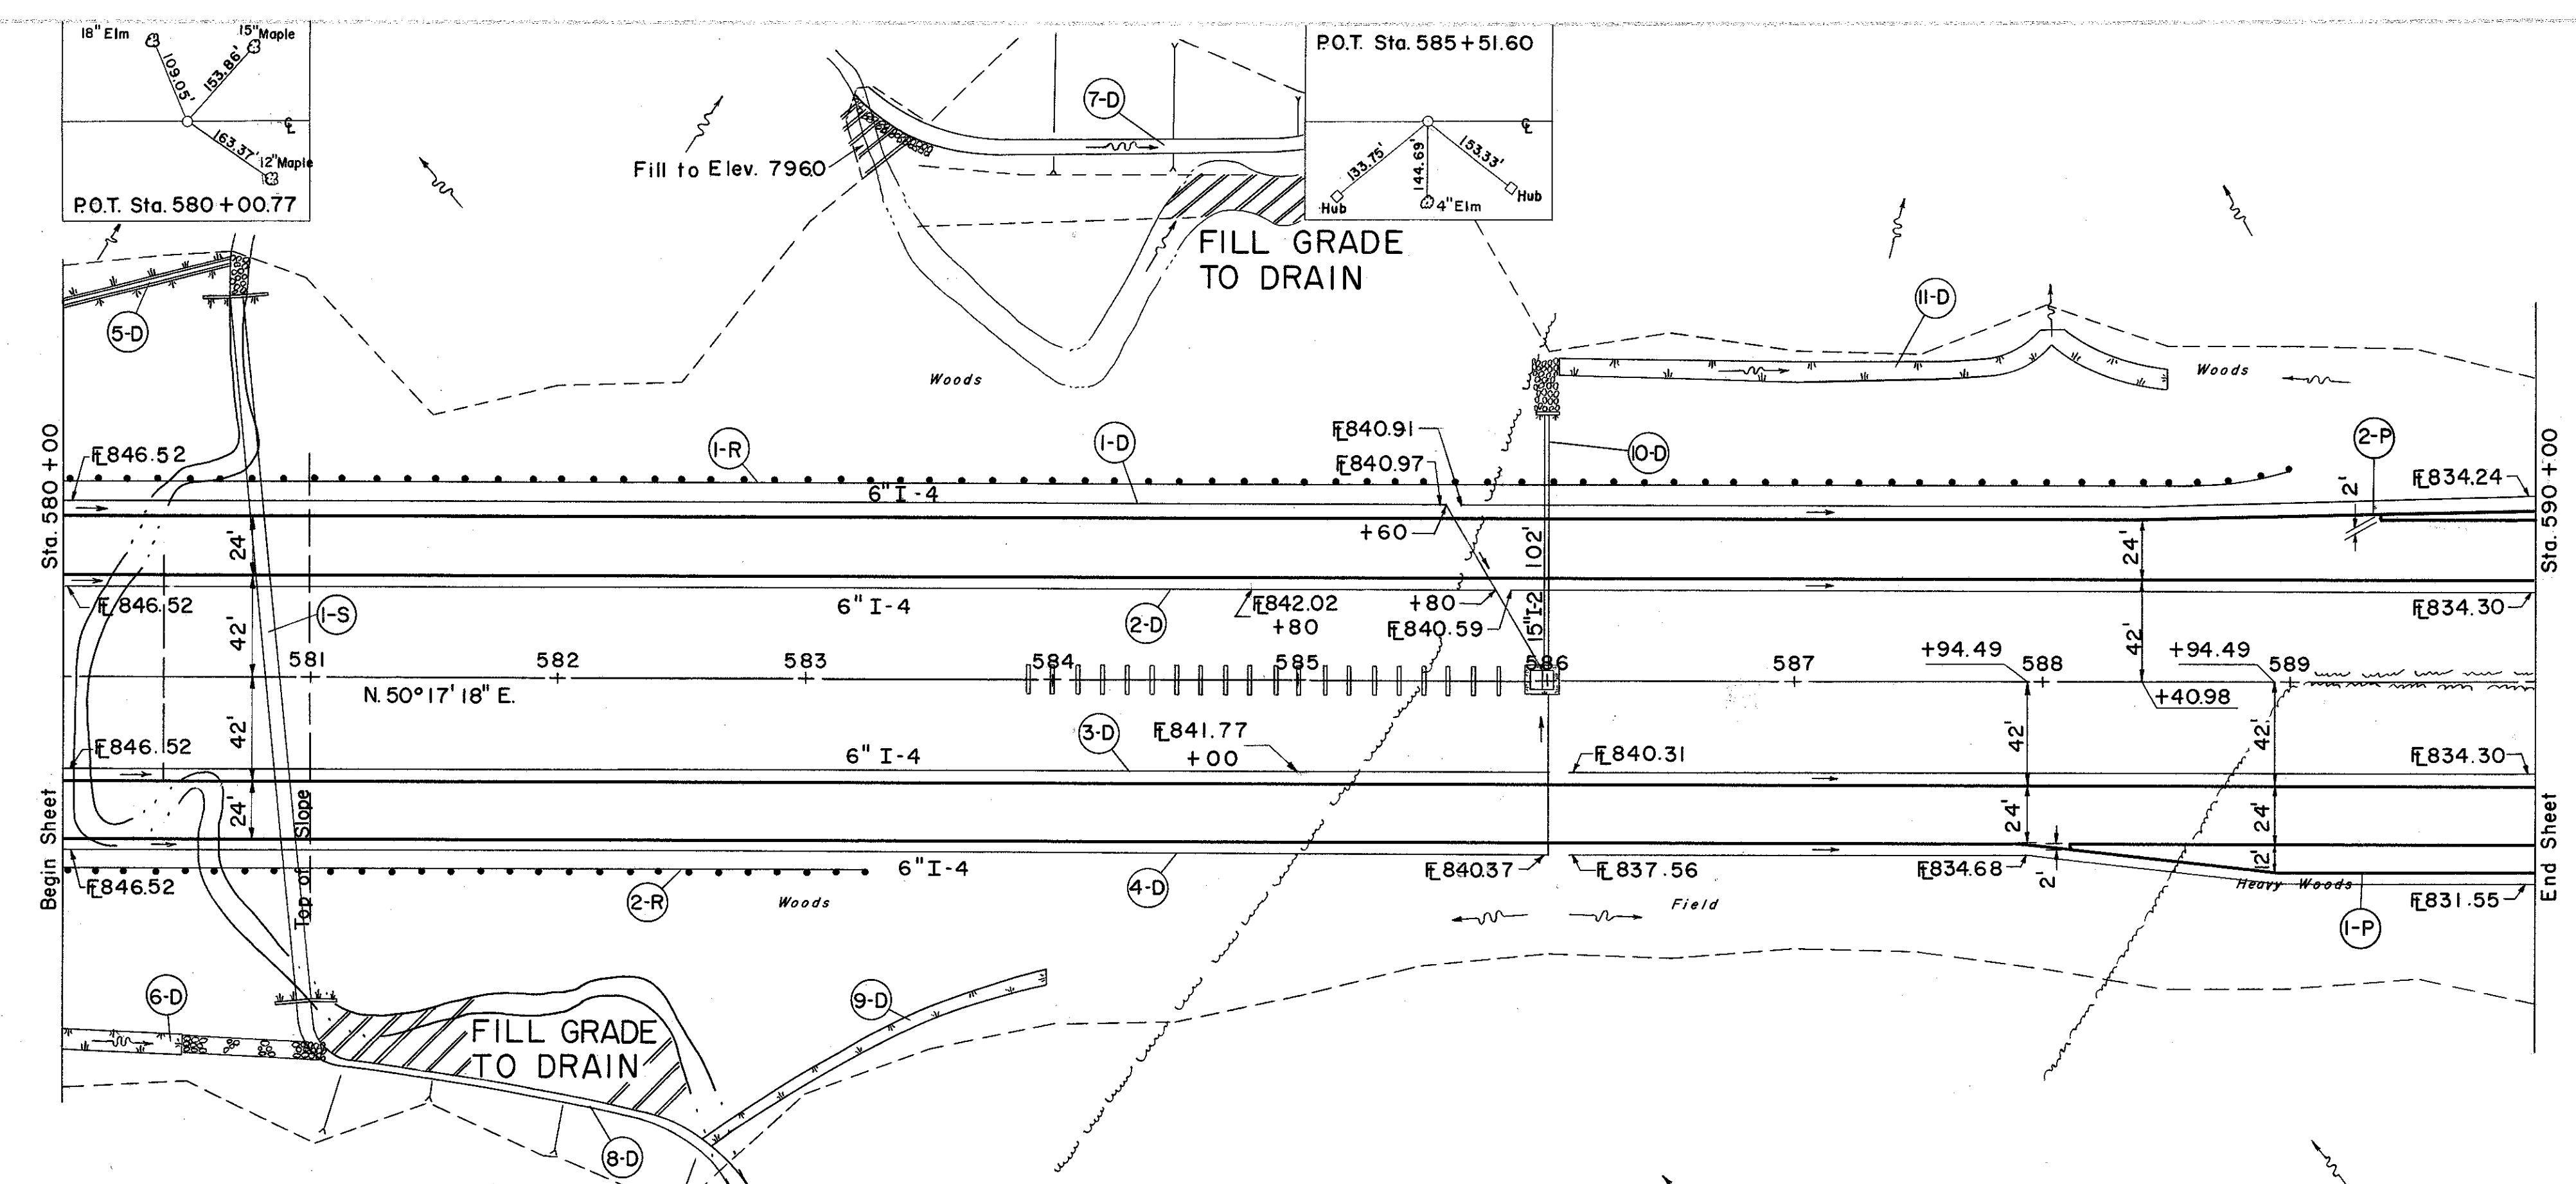 18" Elm
15" Maple
109.05'
153.86'
℄
163.37'
12" Maple
P.O.T. Sta. 580+00.77
P.O.T. Sta. 585+51.60
℄
133.75'
144.69'
153.33'
Hub
4" Elm
Hub
7-D
Fill to Elev. 796.0
FILL GRADE
TO DRAIN
5-D
11-D
Woods
Woods
Sta. 580+00
Sta. 590+00
FL 846.52
1-R
1-D
FL 840.91
FL 840.97
10-D
2-P
FL 834.24
2'
6" I-4
+60
24'
102'
24'
FL 846.52
1-S
6" I-4
2-D
FL 842.02
+80
+80
FL 840.59
15" I-2
FL 834.30
42'
42'
581
582
583
584
585
586
587
+94.49
588
+94.49
589
N. 50°17'18" E.
+40.98
42'
FL 846.52
6" I-4
3-D
FL 841.77
+00
FL 840.31
42'
42'
FL 834.30
24'
24'
24'
Top of Slope
FL 846.52
2-R
Woods
6" I-4
4-D
FL 840.37
FL 837.56
FL 834.68
2'
12'
Heavy Woods
FL 831.55
Field
1-P
Begin Sheet
End Sheet
6-D
9-D
FILL GRADE
TO DRAIN
8-D